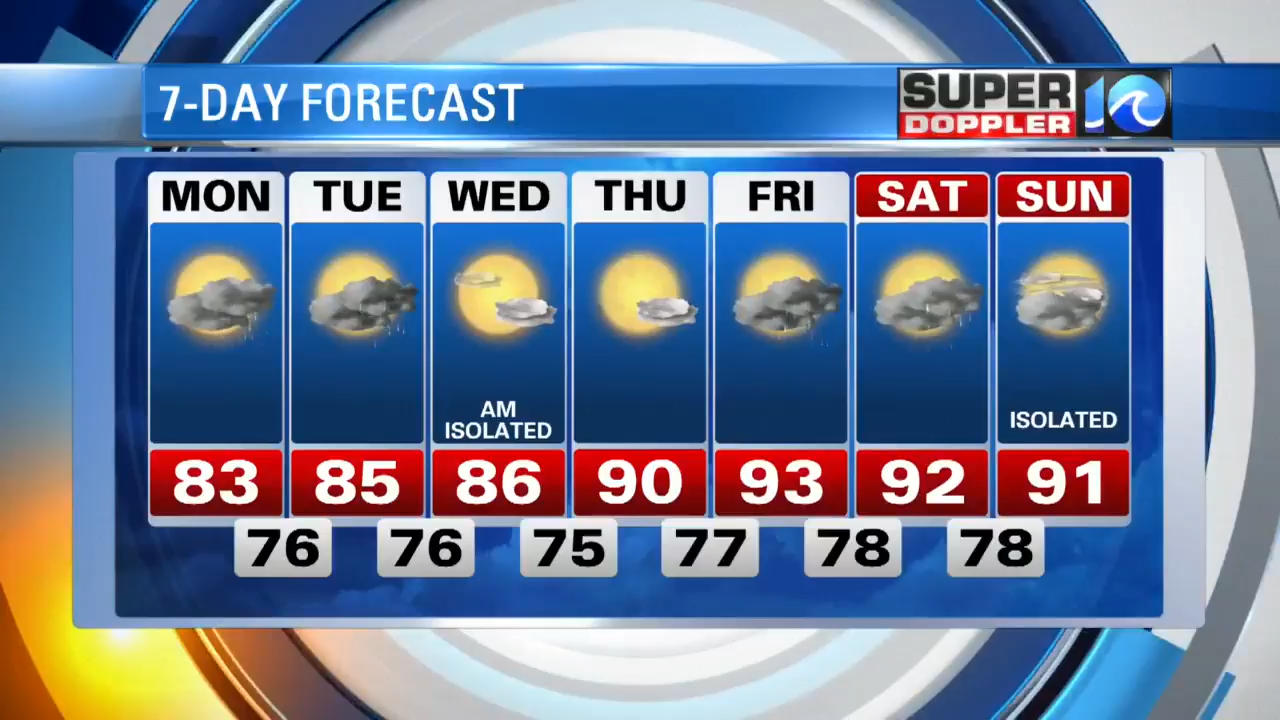 7-DAY FORECAST
SUPER
DOPPLER
10
MON TUE WED THU FRI SAT SUN
AM
ISOLATED
ISOLATED
83 85 86 90 93 92 91
76 76 75 77 78 78